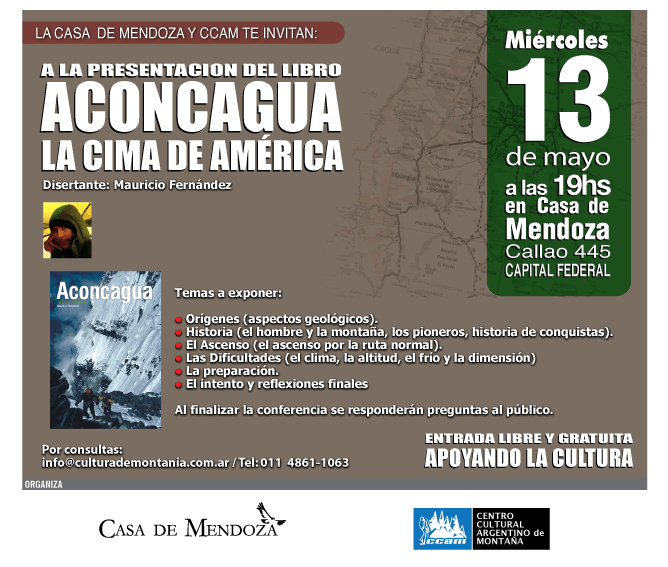 LA CASA DE MENDOZA Y CCAM TE INVITAN:
A LA PRESENTACION DEL LIBRO
ACONCAGUA
LA CIMA DE AMÉRICA
Disertante: Mauricio Fernández
Miércoles
13
de mayo
a las 19hs
en Casa de
Mendoza
Callao 445
CAPITAL FEDERAL
Aconcagua
Temas a exponer:
Orígenes (aspectos geológicos).
Historia (el hombre y la montaña, los pioneros, historia de conquistas).
El Ascenso (el ascenso por la ruta normal).
Las Dificultades (el clima, la altitud, el frío y la dimensión)
La preparación.
El intento y reflexiones finales
Al finalizar la conferencia se responderán preguntas al público.
Por consultas:
info@culturademontania.com.ar / Tel: 011 4861-1063
ENTRADA LIBRE Y GRATUITA
APOYANDO LA CULTURA
ORGANIZA
CASA DE MENDOZA
ccam
CENTRO
CULTURAL
ARGENTINO de
MONTAÑA